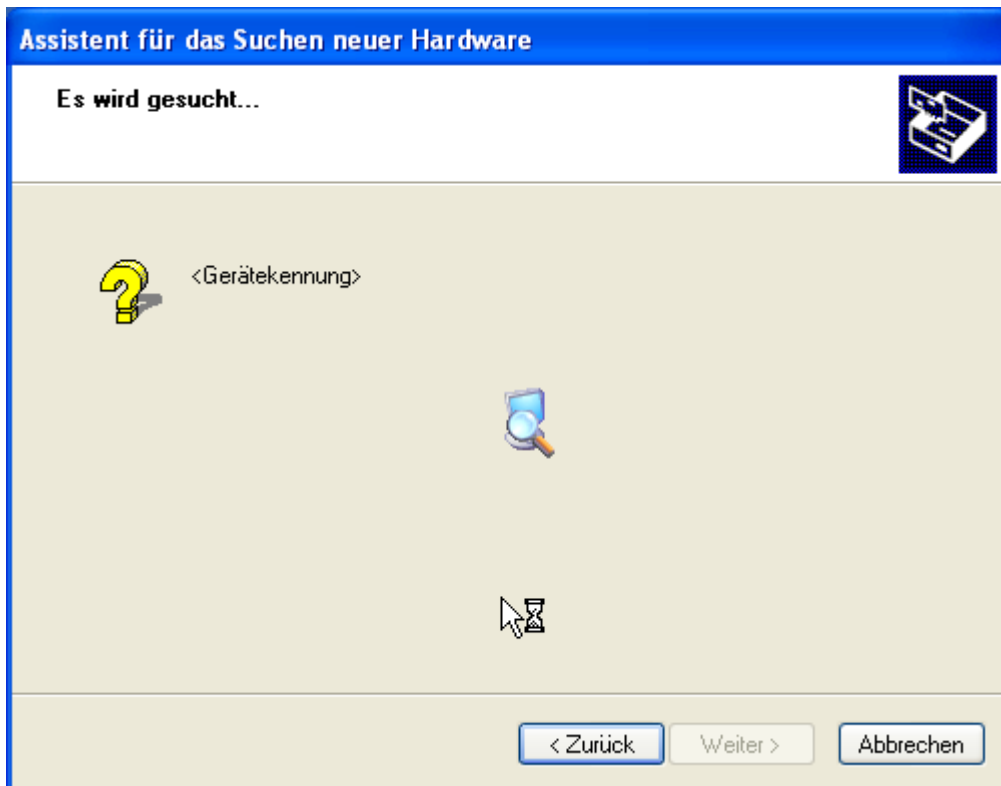 Assistent für das Suchen neuer Hardware
Es wird gesucht...
<Gerätekennung>
< Zurück
Weiter >
Abbrechen